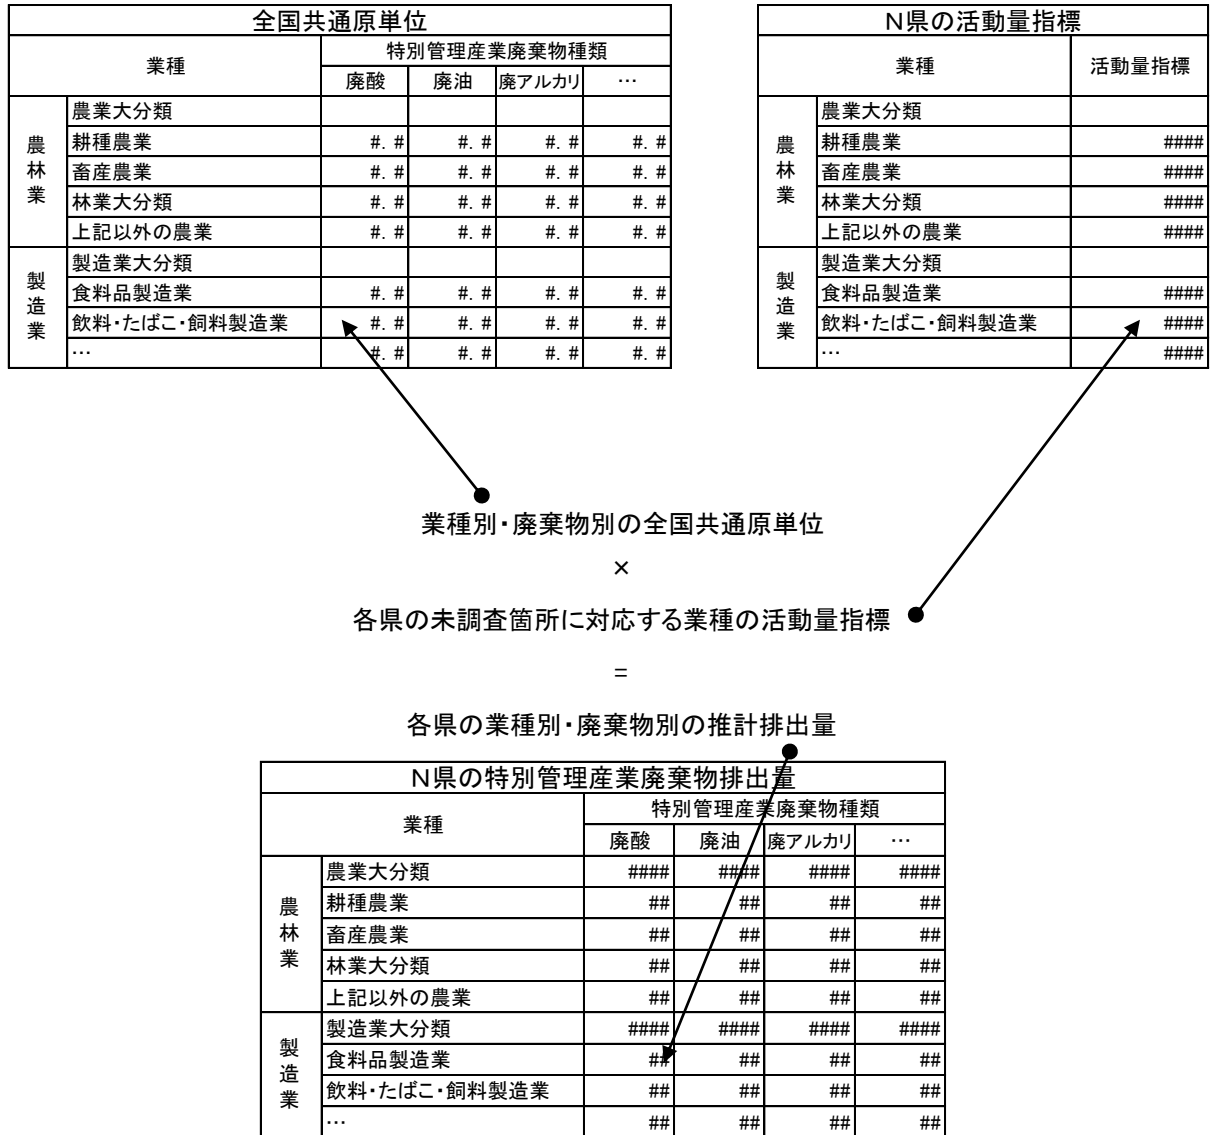 全国共通原単位
業種 特別管理産業廃棄物種類
廃酸 廃油 廃アルカリ …
農林業
農業大分類
耕種農業 #.# #.# #.# #.#
畜産農業 #.# #.# #.# #.#
林業大分類 #.# #.# #.# #.#
上記以外の農業 #.# #.# #.# #.#
製造業
製造業大分類
食料品製造業 #.# #.# #.# #.#
飲料・たばこ・飼料製造業 #.# #.# #.# #.#
… #.# #.# #.# #.#
N県の活動量指標
業種 活動量指標
農林業
農業大分類
耕種農業 ####
畜産農業 ####
林業大分類 ####
上記以外の農業 ####
製造業
製造業大分類
食料品製造業 ####
飲料・たばこ・飼料製造業 ####
… ####
業種別・廃棄物別の全国共通原単位
×
各県の未調査箇所に対応する業種の活動量指標
=
各県の業種別・廃棄物別の推計排出量
N県の特別管理産業廃棄物排出量
業種 特別管理産業廃棄物種類
廃酸 廃油 廃アルカリ …
農林業
農業大分類 #### #### #### ####
耕種農業 ## ## ## ##
畜産農業 ## ## ## ##
林業大分類 ## ## ## ##
上記以外の農業 ## ## ## ##
製造業
製造業大分類 #### #### #### ####
食料品製造業 ## ## ## ##
飲料・たばこ・飼料製造業 ## ## ## ##
… ## ## ## ##